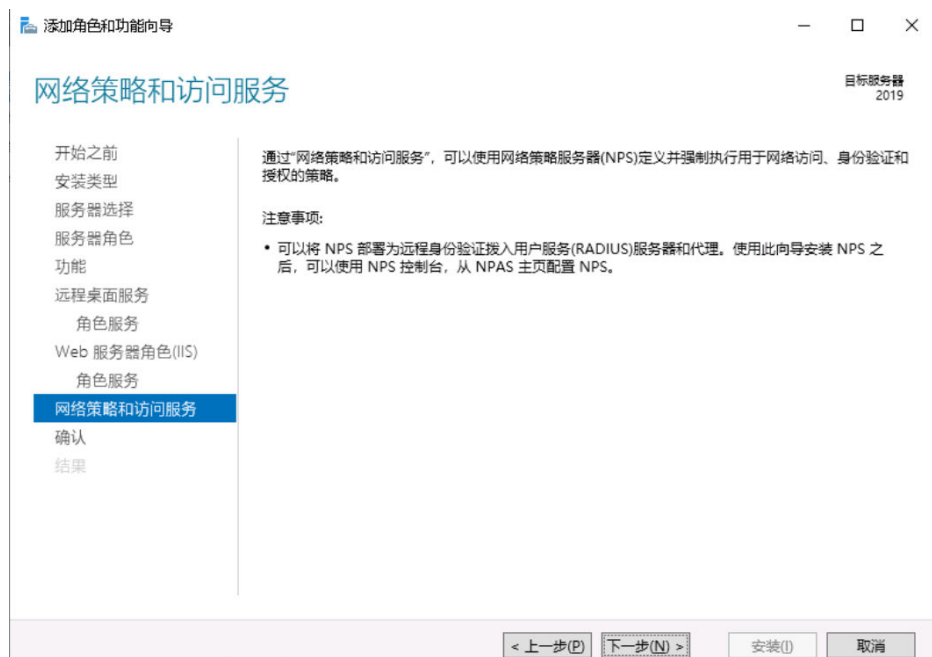 添加角色和功能向导
网络策略和访问服务
目标服务器
2019
开始之前
安装类型
服务器选择
服务器角色
功能
远程桌面服务
角色服务
Web 服务器角色(IIS)
角色服务
网络策略和访问服务
确认
结果
通过"网络策略和访问服务"，可以使用网络策略服务器(NPS)定义并强制执行用于网络访问、身份验证和
授权的策略。
注意事项:
• 可以将 NPS 部署为远程身份验证拨入用户服务(RADIUS)服务器和代理。使用此向导安装 NPS 之
后，可以使用 NPS 控制台，从 NPAS 主页配置 NPS。
< 上一步(P)
下一步(N) >
安装(I)
取消